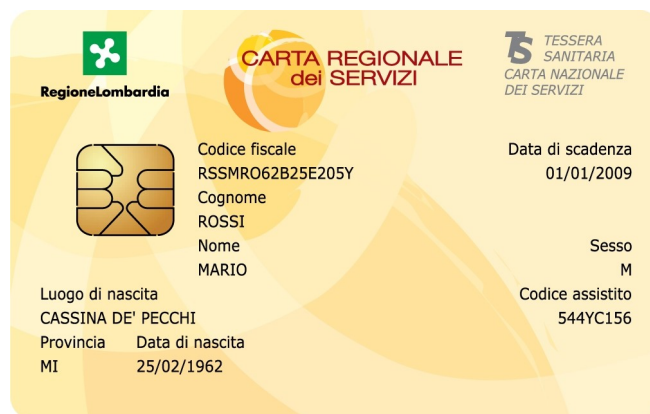 RegioneLombardia
CARTA REGIONALE
dei SERVIZI
TS TESSERA
SANITARIA
CARTA NAZIONALE
DEI SERVIZI
Codice fiscale Data di scadenza
RSSMRO62B25E205Y 01/01/2009
Cognome
ROSSI
Nome Sesso
MARIO M
Luogo di nascita Codice assistito
CASSINA DE' PECCHI 544YC156
Provincia Data di nascita
MI 25/02/1962